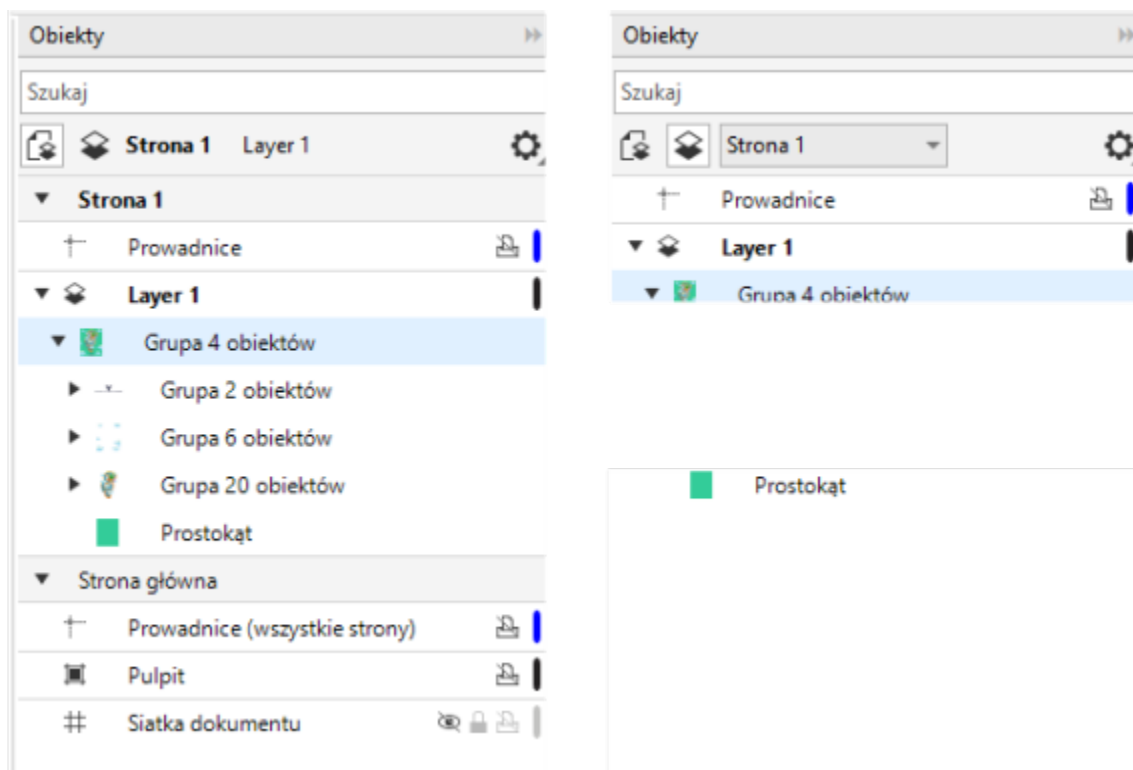 Obiekty
Szukaj
Strona 1 Layer 1
Strona 1
Prowadnice
Layer 1
Grupa 4 obiektów
Grupa 2 obiektów
Grupa 6 obiektów
Grupa 20 obiektów
Prostokąt
Strona główna
Prowadnice (wszystkie strony)
Pulpit
Siatka dokumentu
Obiekty
Szukaj
Strona 1
Prowadnice
Layer 1
Grupa 4 obiektów
Prostokąt